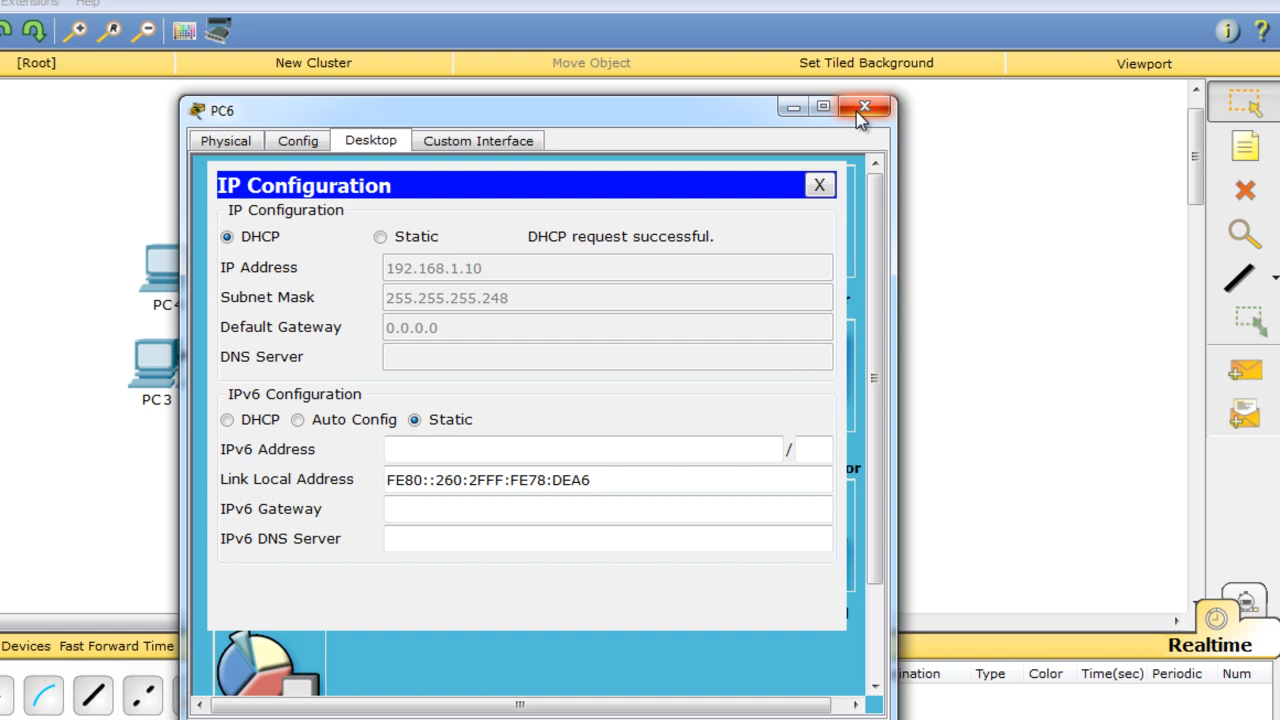 Extensions Help
[Root] New Cluster Move Object Set Tiled Background Viewport
PC6
Physical Config Desktop Custom Interface
IP Configuration X
IP Configuration
DHCP Static DHCP request successful.
IP Address 192.168.1.10
Subnet Mask 255.255.255.248
Default Gateway 0.0.0.0
DNS Server
IPv6 Configuration
DHCP Auto Config Static
IPv6 Address /
Link Local Address FE80::260:2FFF:FE78:DEA6
IPv6 Gateway
IPv6 DNS Server
PC4
PC3
or
Realtime
Devices Fast Forward Time
ination Type Color Time(sec) Periodic Num